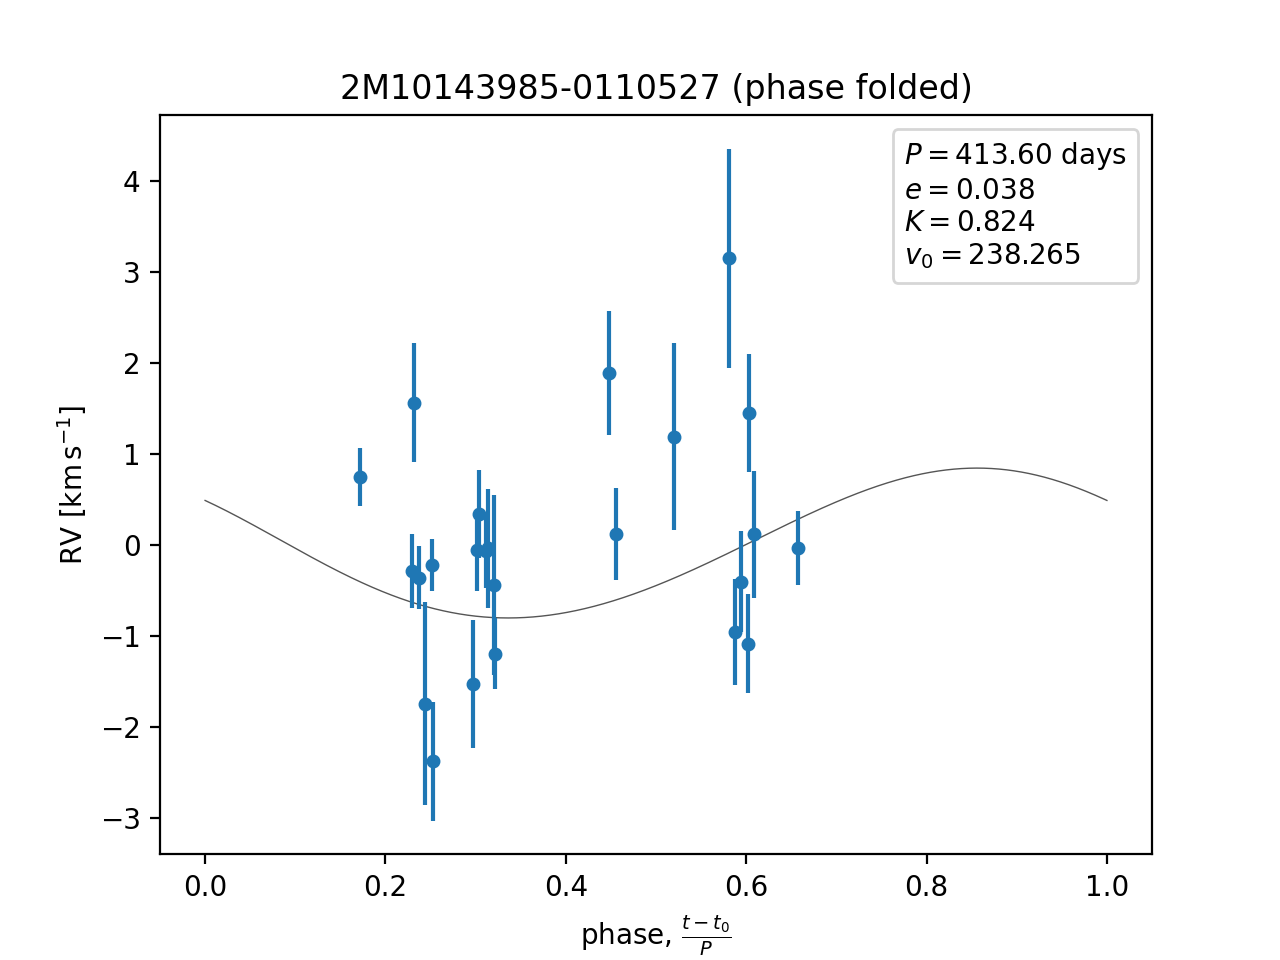 2M10143985-0110527 (phase folded)
P = 413.60 days
e = 0.038
K = 0.824
v₀ = 238.265
4
3
2
1
0
−1
−2
−3
RV [km s⁻¹]
0.0 0.2 0.4 0.6 0.8 1.0
phase, (t − t₀)/P